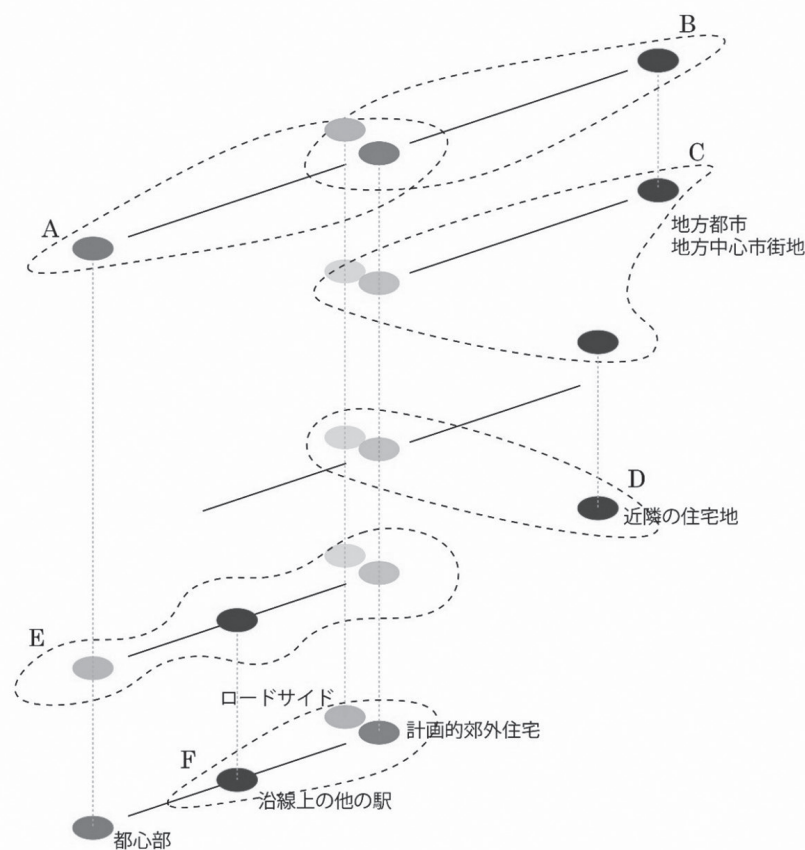 B
C
A
地方都市
地方中心市街地
D
近隣の住宅地
E
ロードサイド
計画的郊外住宅
F
沿線上の他の駅
都心部